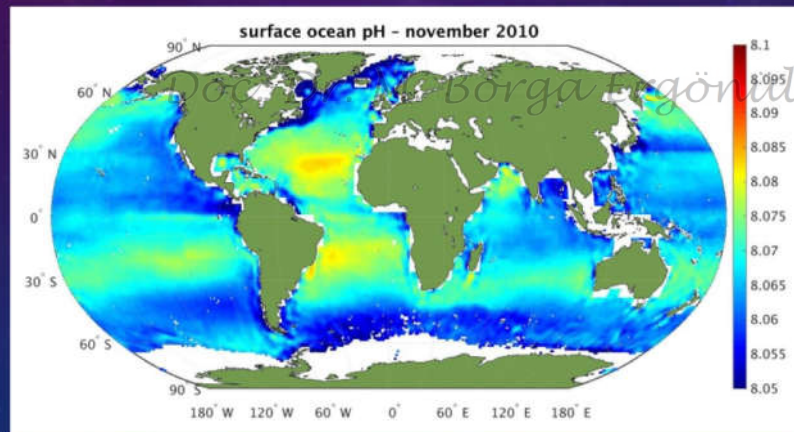 surface ocean pH – november 2010
90° N
60° N
30° N
0°
30° S
60° S
90° S
180° W 120° W 60° W 0° 60° E 120° E 180° E
8.1
8.095
8.09
8.085
8.08
8.075
8.07
8.065
8.06
8.055
8.05
Borga Ergönül